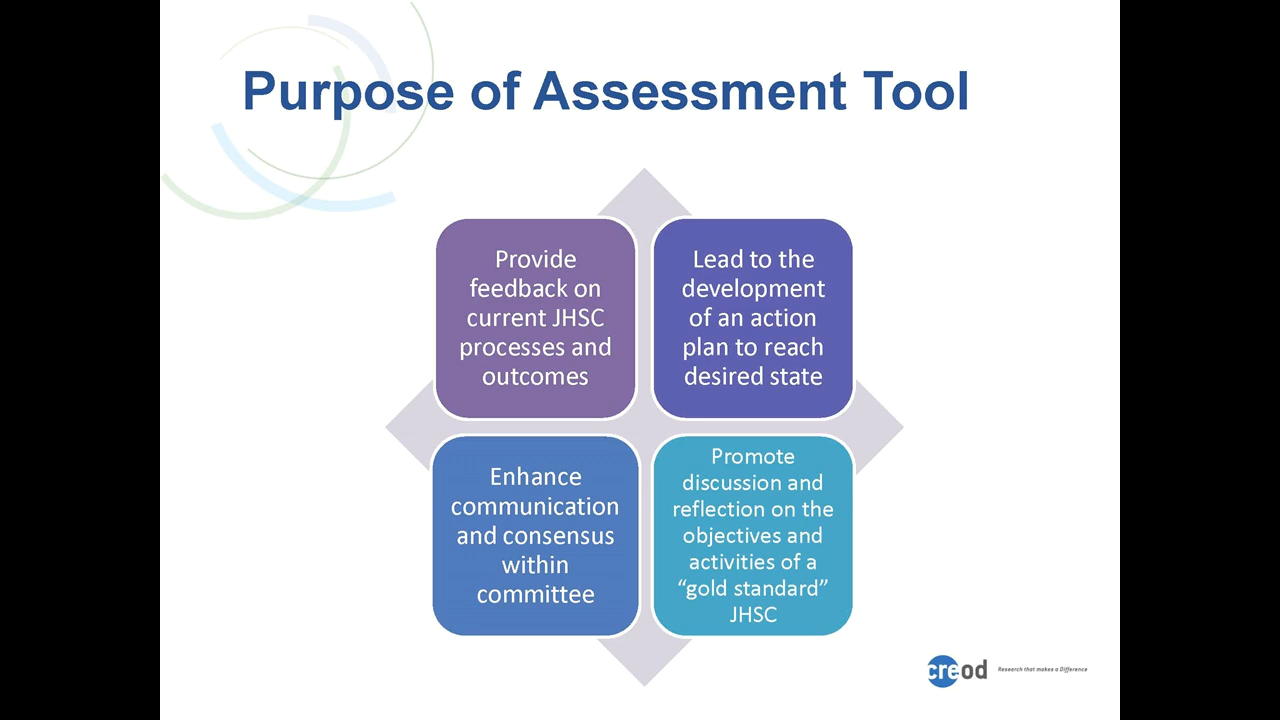 Purpose of Assessment Tool
Provide
feedback on
current JHSC
processes and
outcomes
Lead to the
development
of an action
plan to reach
desired state
Enhance
communication
and consensus
within
committee
Promote
discussion and
reflection on the
objectives and
activities of a
“gold standard”
JHSC
creod
Research that makes a Difference